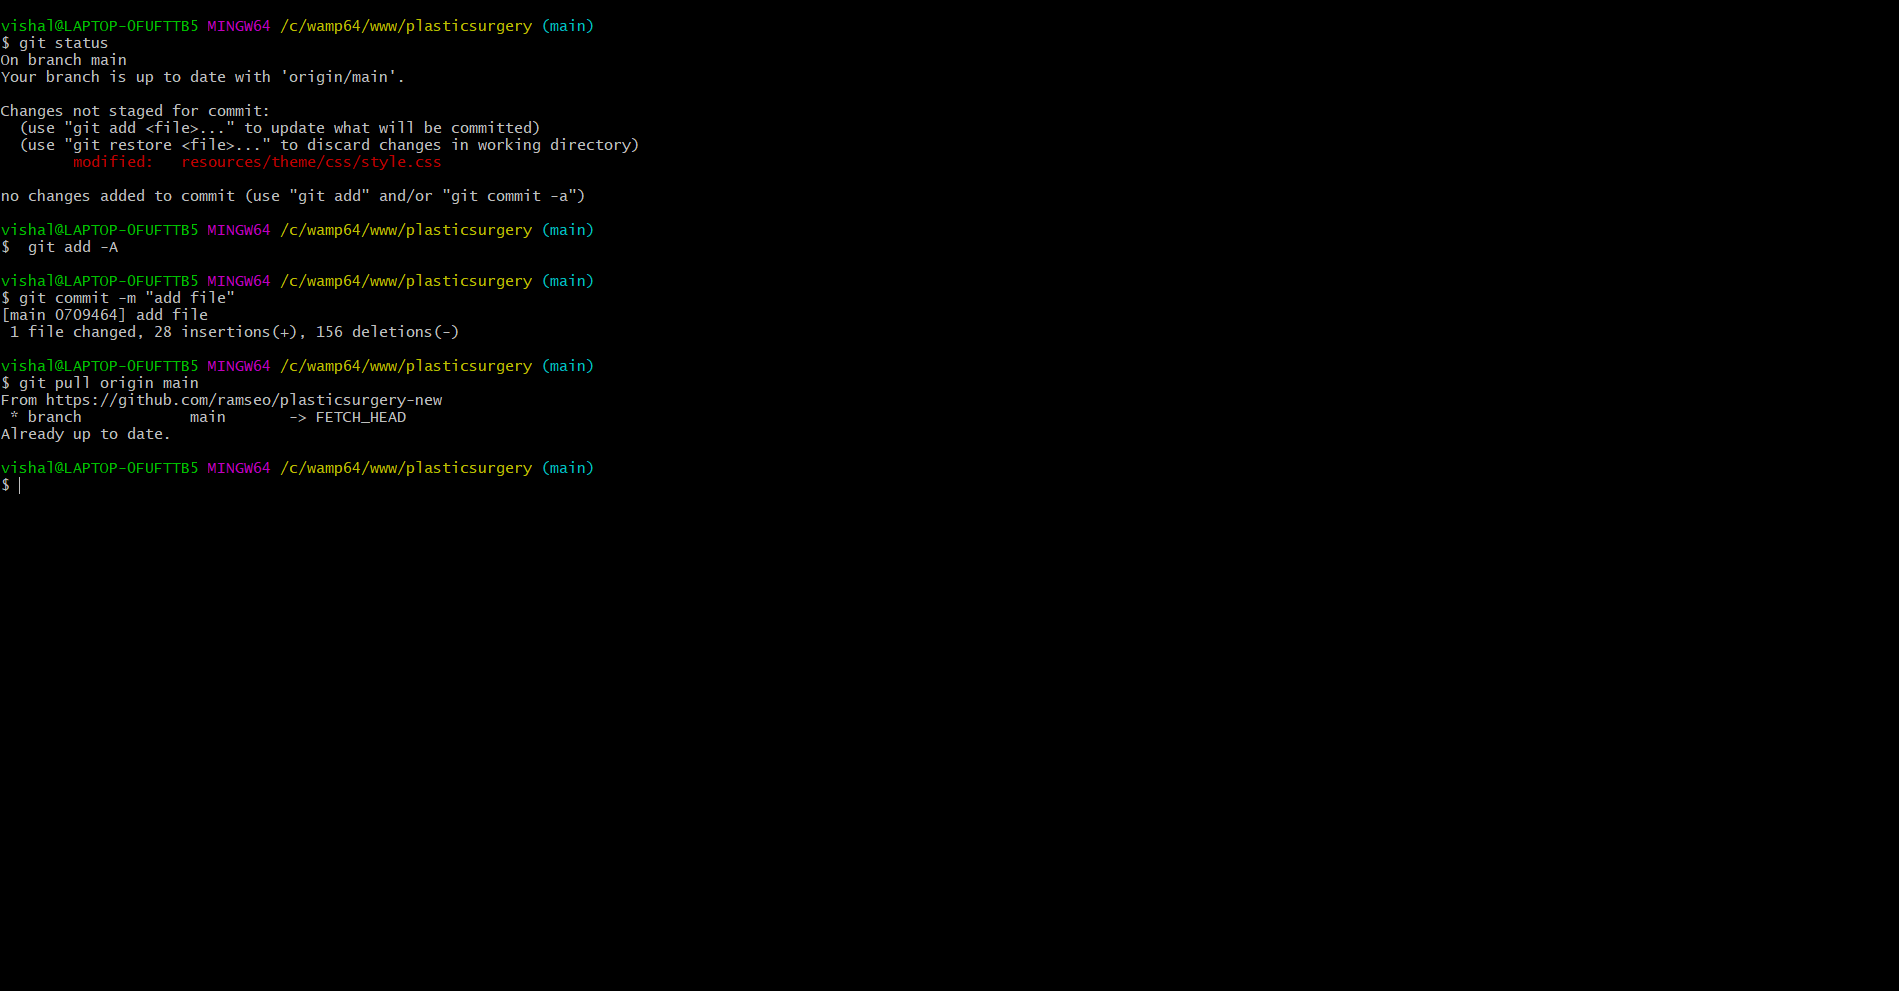 vishal@LAPTOP-OFUFTTB5 MINGW64 /c/wamp64/www/plasticsurgery (main)
$ git status
On branch main
Your branch is up to date with 'origin/main'.
Changes not staged for commit:
  (use "git add <file>..." to update what will be committed)
  (use "git restore <file>..." to discard changes in working directory)
        modified:   resources/theme/css/style.css
no changes added to commit (use "git add" and/or "git commit -a")
vishal@LAPTOP-OFUFTTB5 MINGW64 /c/wamp64/www/plasticsurgery (main)
$  git add -A
vishal@LAPTOP-OFUFTTB5 MINGW64 /c/wamp64/www/plasticsurgery (main)
$ git commit -m "add file"
[main 0709464] add file
 1 file changed, 28 insertions(+), 156 deletions(-)
vishal@LAPTOP-OFUFTTB5 MINGW64 /c/wamp64/www/plasticsurgery (main)
$ git pull origin main
From https://github.com/ramseo/plasticsurgery-new
 * branch            main       -> FETCH_HEAD
Already up to date.
vishal@LAPTOP-OFUFTTB5 MINGW64 /c/wamp64/www/plasticsurgery (main)
$